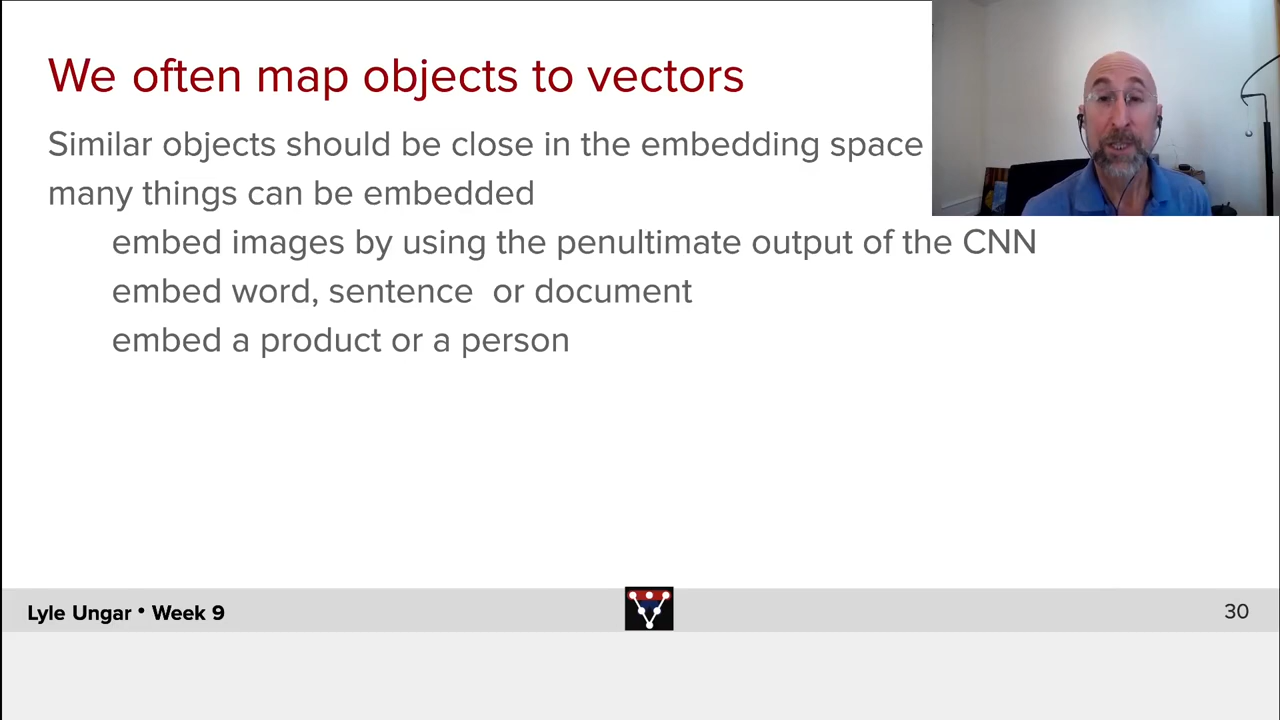 We often map objects to vectors
Similar objects should be close in the embedding space
many things can be embedded
embed images by using the penultimate output of the CNN
embed word, sentence  or document
embed a product or a person
Lyle Ungar • Week 9
30